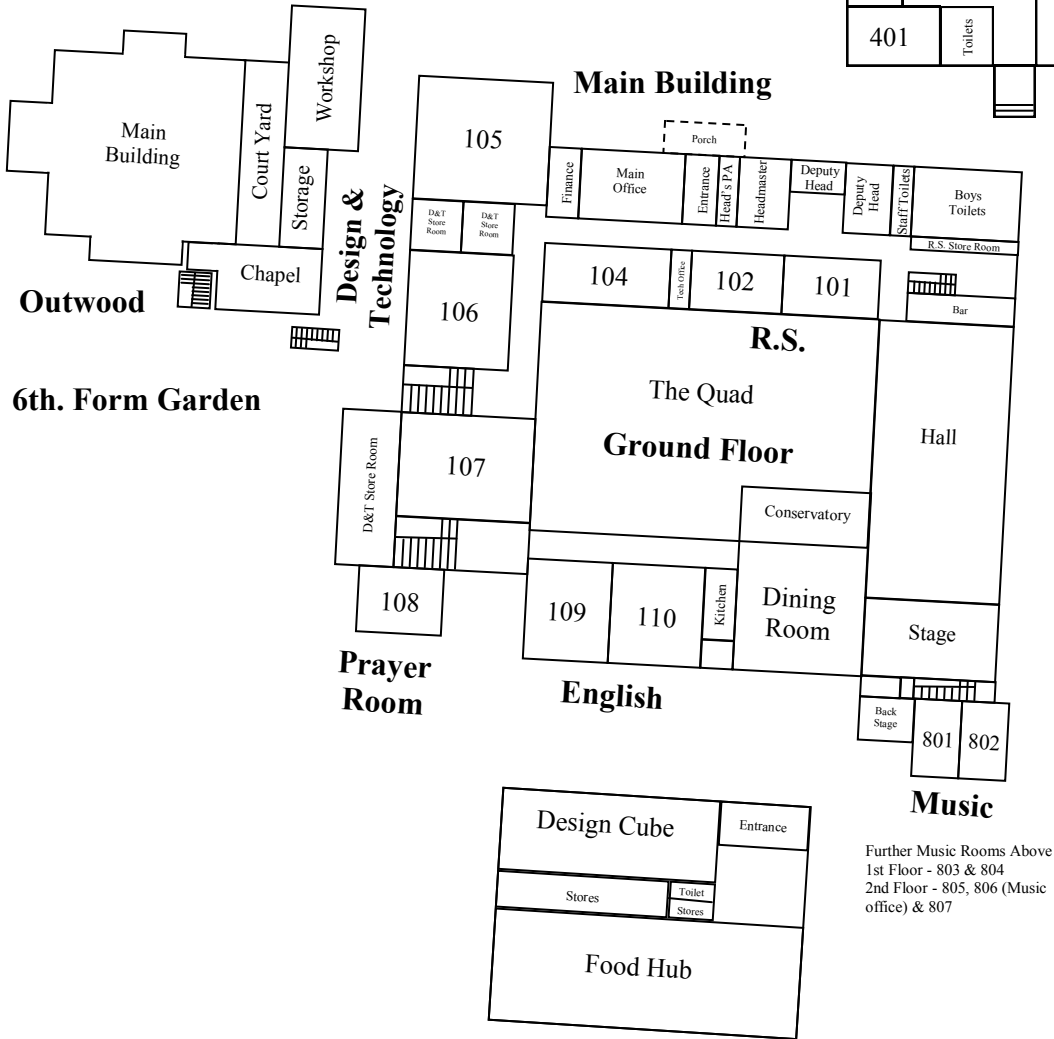 401
Toilets
Workshop
Main
Building
Court Yard
Storage
Chapel
Outwood
6th. Form Garden
Design &
Technology
Main Building
105
Porch
Finance
Main
Office
Entrance
Head's PA
Headmaster
Deputy
Head
Deputy
Head
Staff Toilets
Boys
Toilets
R.S. Store Room
D&T
Store
Room
D&T
Store
Room
104
Tech Office
102
101
Bar
106
R.S.
The Quad
Ground Floor
Hall
D&T Store Room
107
Conservatory
108
109
110
Kitchen
Dining
Room
Stage
Prayer
Room
English
Back
Stage
801
802
Music
Design Cube
Entrance
Stores
Toilet
Stores
Food Hub
Further Music Rooms Above
1st Floor - 803 & 804
2nd Floor - 805, 806 (Music
office) & 807